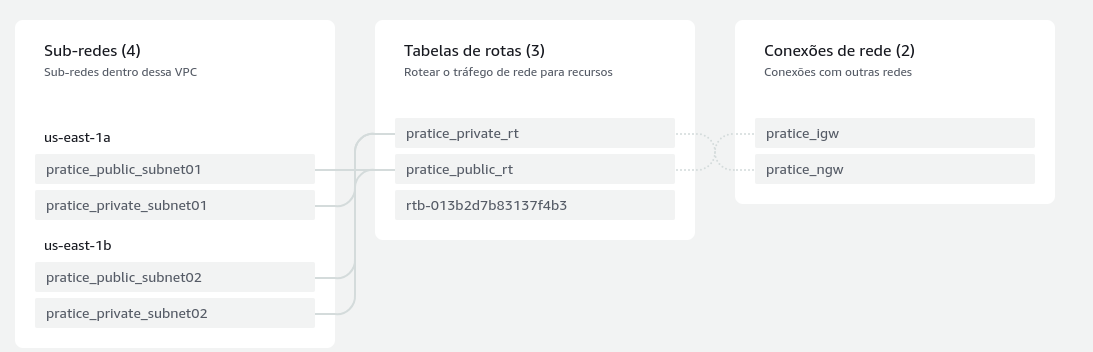 Sub-redes (4)
Sub-redes dentro dessa VPC
us-east-1a
pratice_public_subnet01
pratice_private_subnet01
us-east-1b
pratice_public_subnet02
pratice_private_subnet02
Tabelas de rotas (3)
Rotear o tráfego de rede para recursos
pratice_private_rt
pratice_public_rt
rtb-013b2d7b83137f4b3
Conexões de rede (2)
Conexões com outras redes
pratice_igw
pratice_ngw